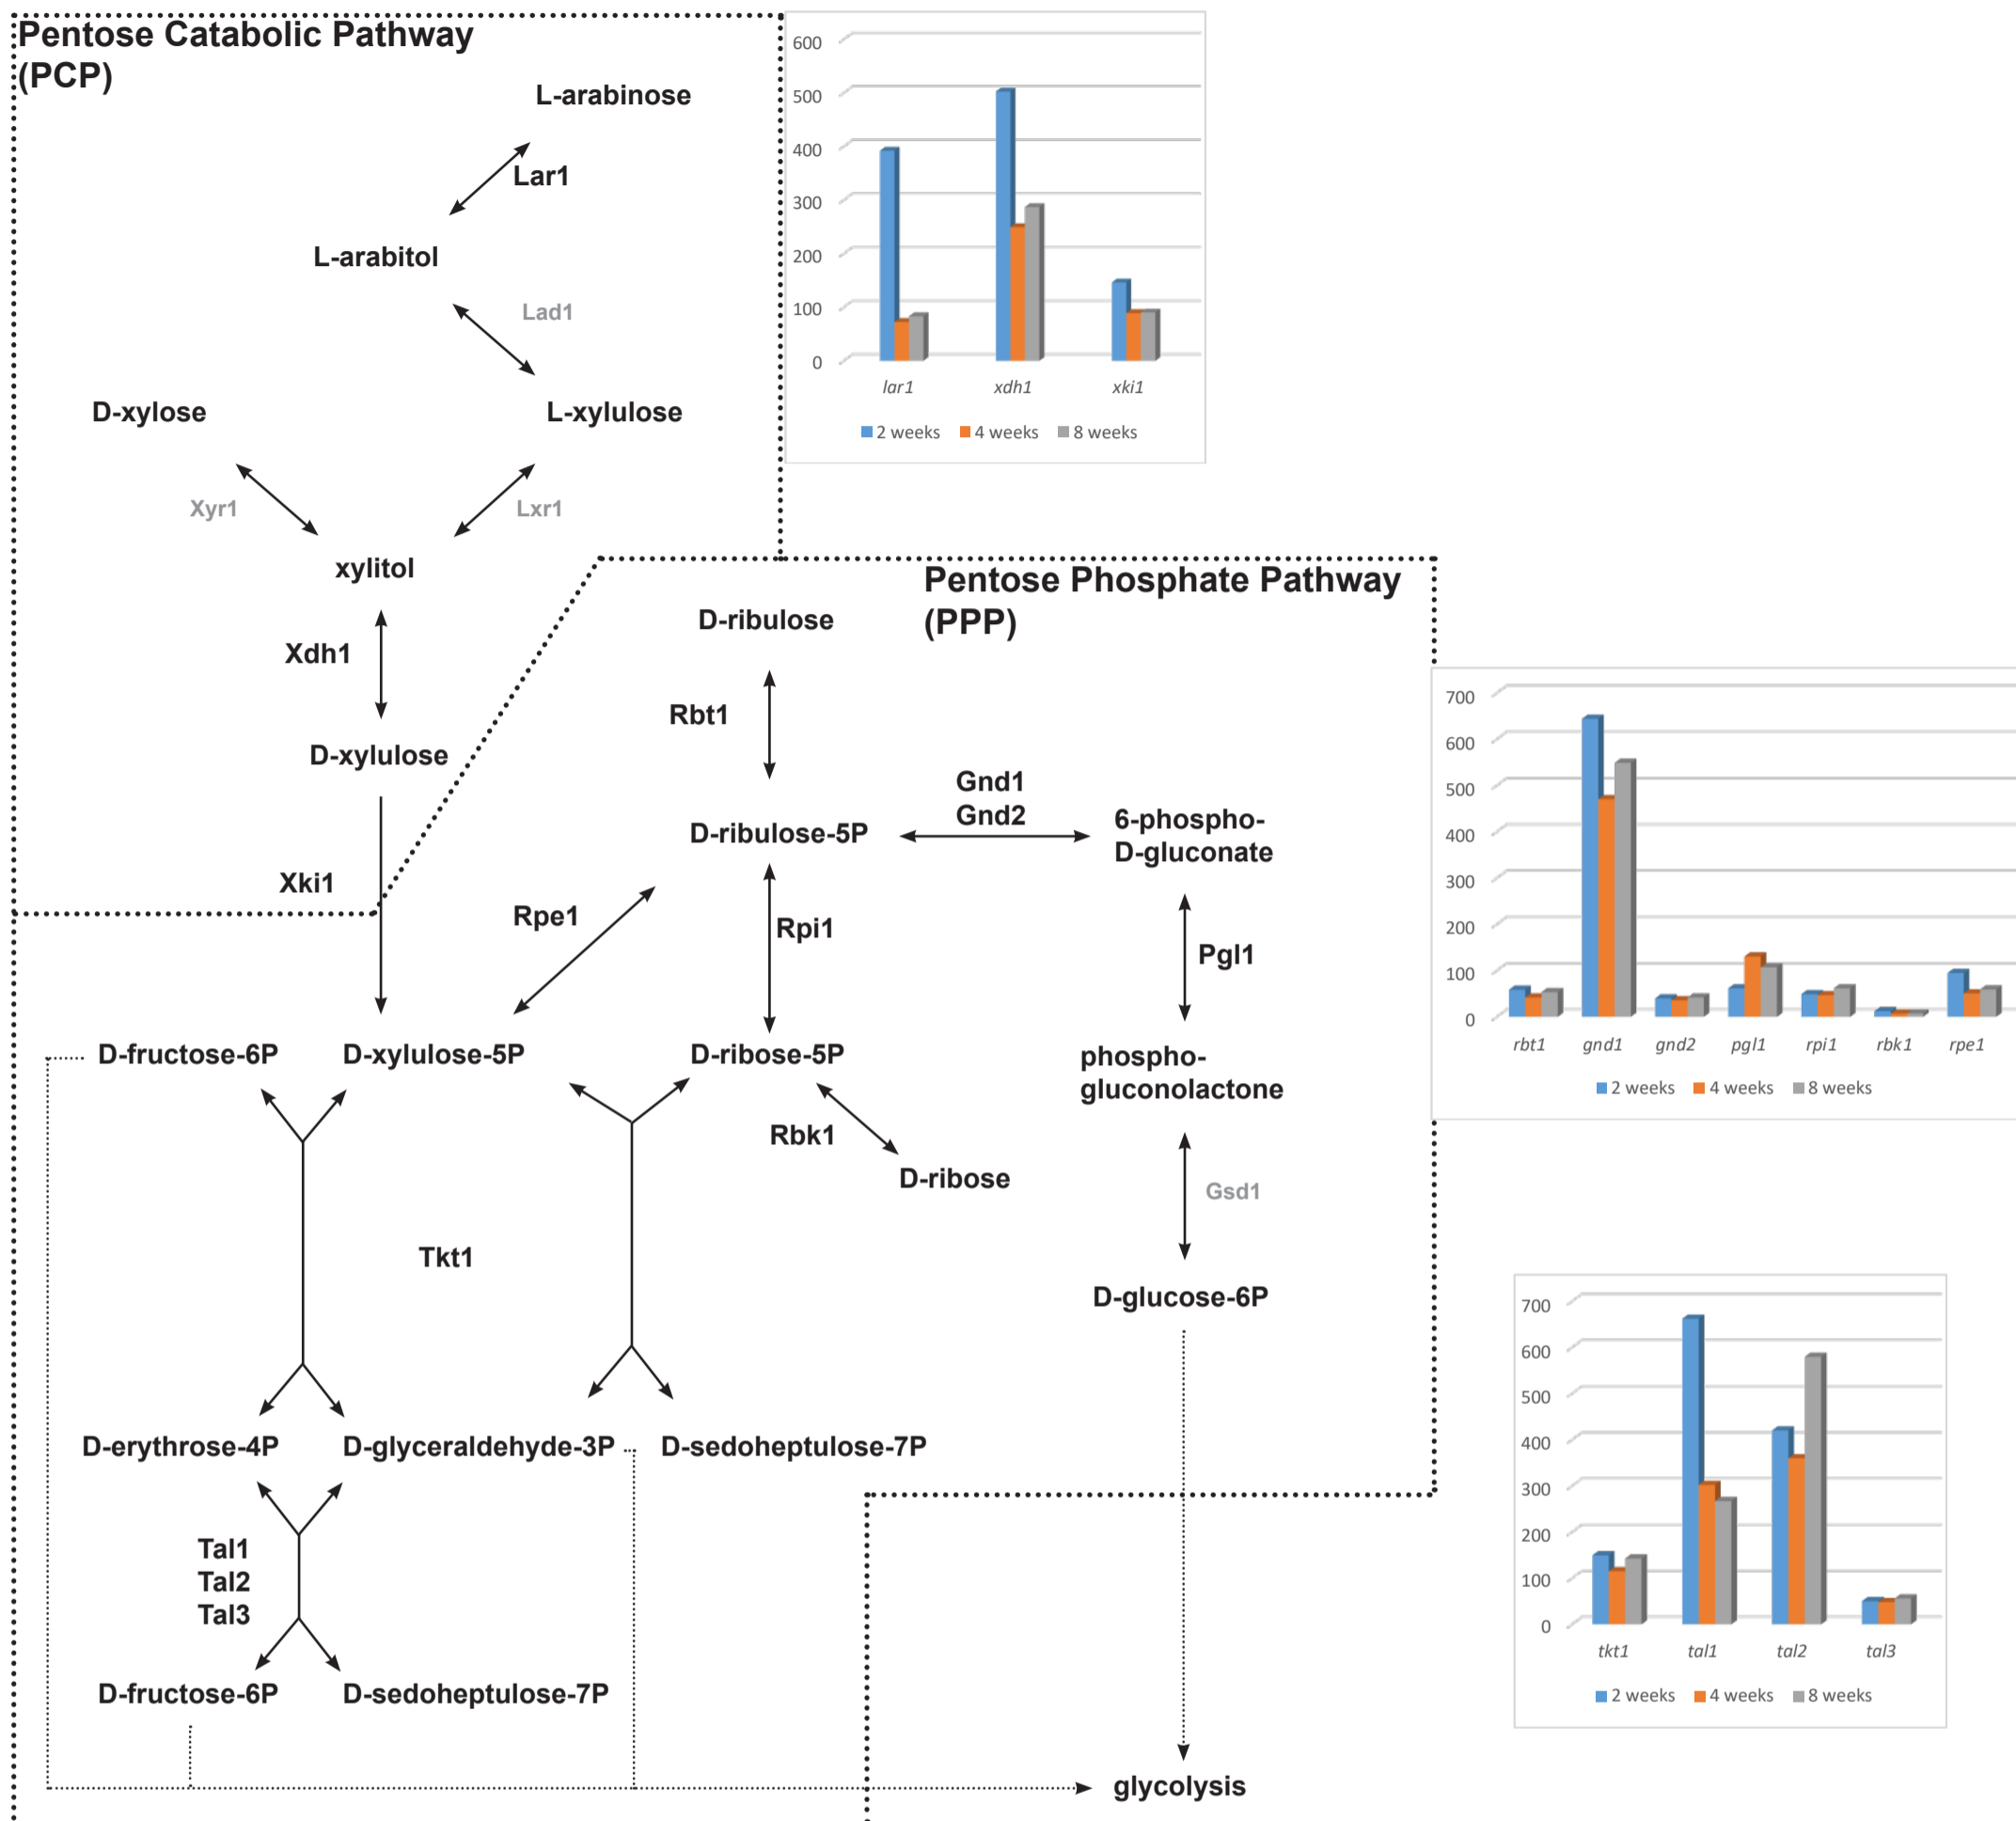 Pentose Catabolic Pathway
(PCP)
L-arabinose
Lar1
L-arabitol
Lad1
D-xylose
L-xylulose
Xyr1
Lxr1
xylitol
Xdh1
D-xylulose
Xki1
600
500
400
300
200
100
0
lar1 xdh1 xki1
2 weeks 4 weeks 8 weeks
Pentose Phosphate Pathway
(PPP)
D-ribulose
Rbt1
Gnd1
Gnd2
D-ribulose-5P
6-phospho-
D-gluconate
Rpe1
Rpi1
Pgl1
D-fructose-6P
D-xylulose-5P
D-ribose-5P
phospho-
gluconolactone
Rbk1
D-ribose
Gsd1
Tkt1
D-glucose-6P
D-erythrose-4P
D-glyceraldehyde-3P
D-sedoheptulose-7P
Tal1
Tal2
Tal3
D-fructose-6P
D-sedoheptulose-7P
glycolysis
700
600
500
400
300
200
100
0
rbt1 gnd1 gnd2 pgl1 rpi1 rbk1 rpe1
2 weeks 4 weeks 8 weeks
700
600
500
400
300
200
100
0
tkt1 tal1 tal2 tal3
2 weeks 4 weeks 8 weeks